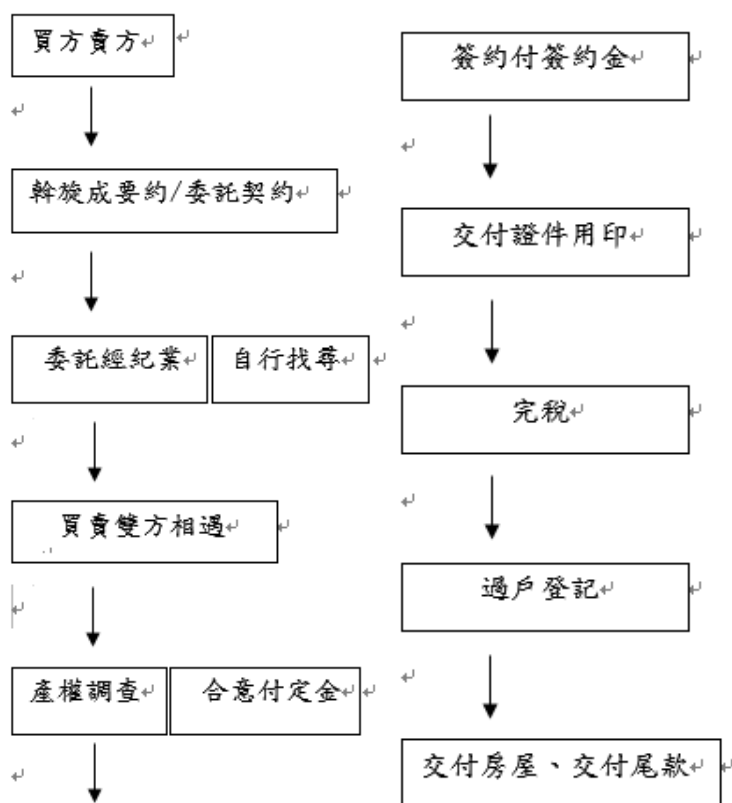 買方賣方
斡旋成要約/委託契約
委託經紀業 自行找尋
買賣雙方相遇
產權調查 合意付定金
簽約付簽約金
交付證件用印
完稅
過戶登記
交付房屋、交付尾款